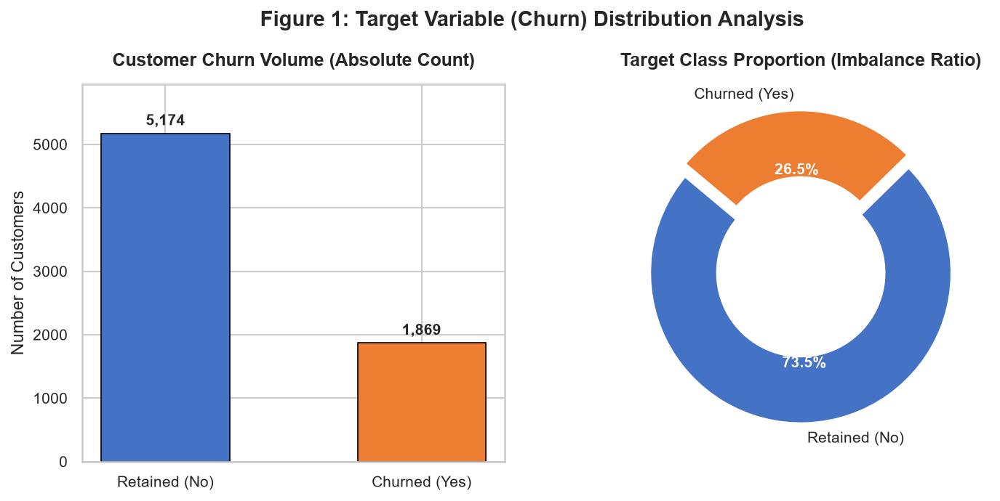 Figure 1: Target Variable (Churn) Distribution Analysis
Customer Churn Volume (Absolute Count)
Number of Customers
5000
4000
3000
2000
1000
0
5,174
1,869
Retained (No)
Churned (Yes)
Target Class Proportion (Imbalance Ratio)
Churned (Yes)
26.5%
73.5%
Retained (No)